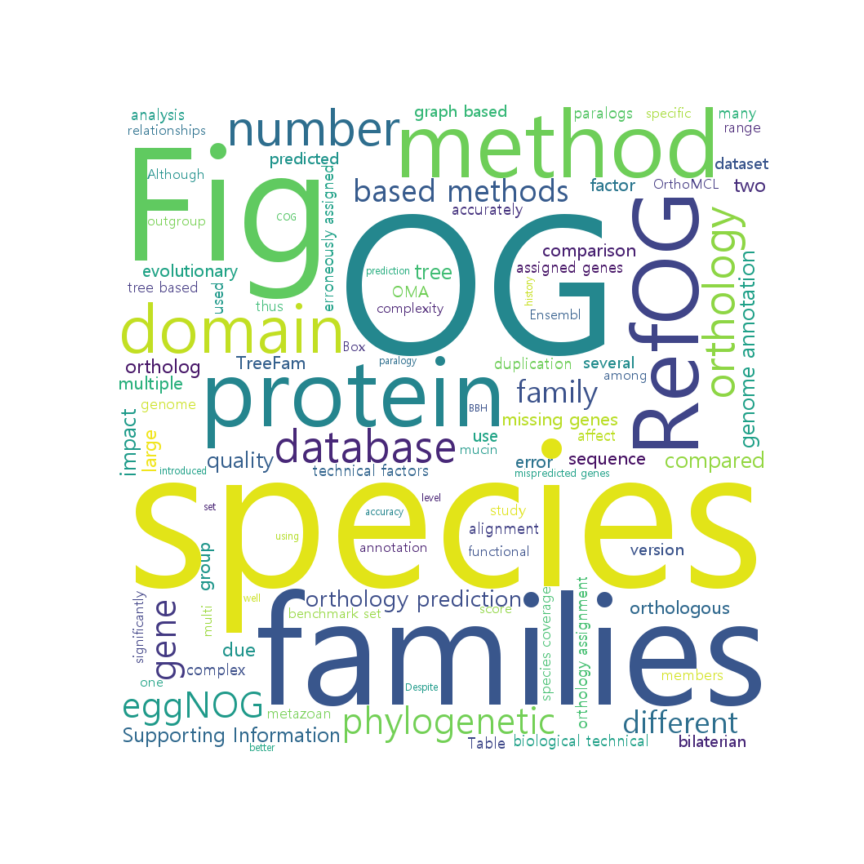 analysis
relationships
number
graph based
paralogs
specific
many
range
method
Fig
predicted
Although
outgroup
COG
erroneously assigned
based methods
accurately
factor
OrthoMCL
two
dataset
OG
RefOG
orthology
genome annotation
comparison
assigned genes
evolutionary
tree based
used
thus
prediction
tree
OMA
complexity
history
Ensembl
domain
Box
ortholog
TreeFam
multiple
paralogy
duplication
several
among
protein
family
genome
impact
large
BBH
missing genes
affect
database
use
mucin
quality
technical factors
error
sequence
compared
introduced
mispredicted genes
species
set
level
accuracy
using
study
alignment
annotation
functional
version
group
significantly
gene
multi
well
orthology prediction
benchmark set
score
families
species coverage
orthology assignment
orthologous
due
complex
one
Despite
members
eggNOG
metazoan
phylogenetic
different
Supporting Information
better
Table
biological technical
bilaterian